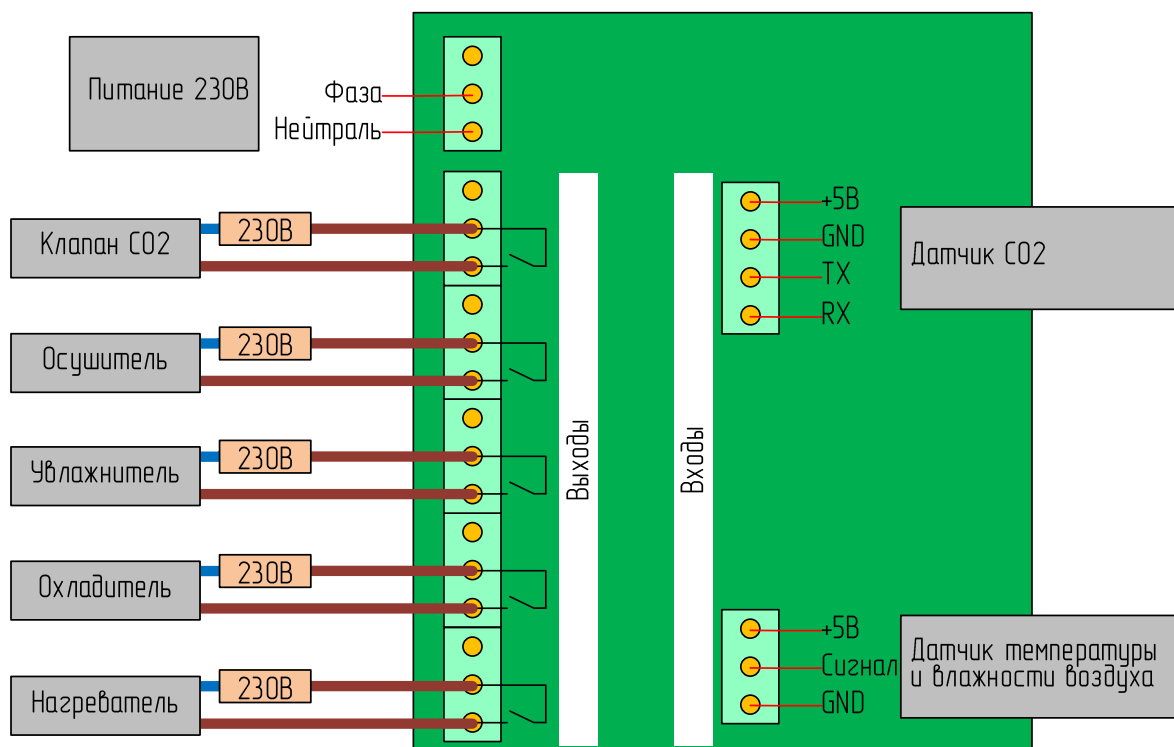 Питание 230В
Фаза
Нейтраль
Клапан СО2
230В
Осушитель
230В
Увлажнитель
230В
Охладитель
230В
Нагреватель
230В
Выходы
Входы
+5В
GND
TX
RX
Датчик СО2
+5В
Сигнал
GND
Датчик температуры
и влажности воздуха